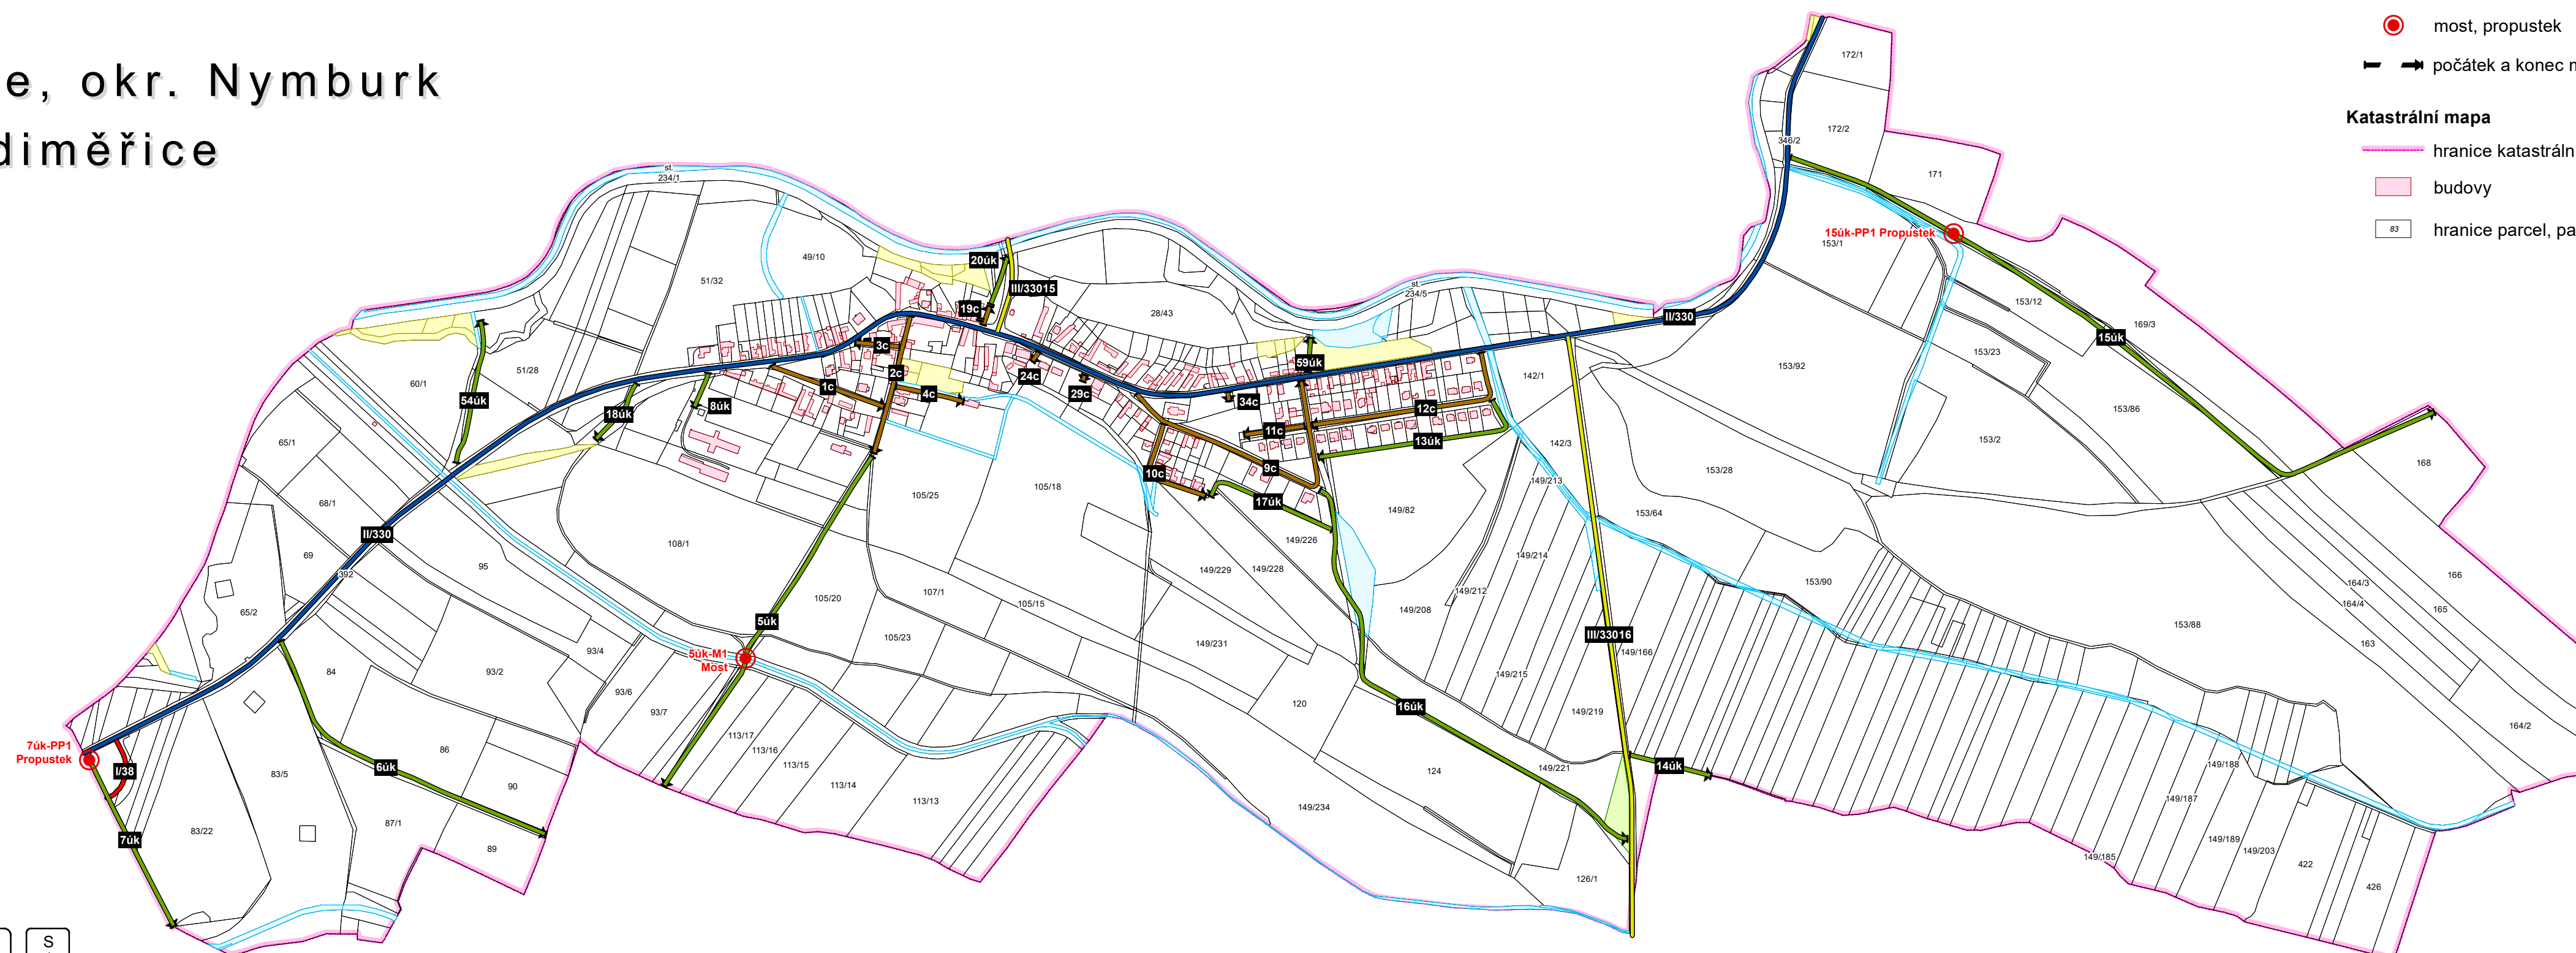 e, okr. Nymburk
diměřice
most, propustek
počátek a konec
Katastrální mapa
hranice katastráln
budovy
83
hranice parcel, pa
172/1
172/2
346/2
171
st.
234/1
15úk-PP1 Propustek
153/1
49/10
20úk
III/33015
51/32
st.
234/5
153/12
19c
28/43
II/330
169/3
15úk
3c
153/23
59úk
153/92
2c
24c
142/1
51/28
60/1
1c
4c
29c
34c
54úk
8úk
18úk
12c
153/86
11c
13úk
65/1
142/3
153/2
9c
153/28
168
10c
149/213
105/25
105/18
68/1
17úk
149/82
153/64
II/330
149/226
108/1
69
149/214
95
149/229
149/228
392
166
153/90
164/3
149/212
107/1
105/20
105/15
164/4
149/208
165
65/2
5úk
153/88
III/33016
105/23
149/231
163
93/4
149/166
5úk-M1
Most
84
93/2
149/215
93/6
120
16úk
93/7
149/219
164/2
113/17
7úk-PP1
Propustek
86
113/16
113/15
149/188
14úk
6úk
I/38
83/5
124
149/221
90
113/14
149/187
113/13
149/234
87/1
83/22
7úk
149/189
89
149/203
149/185
422
126/1
426
S